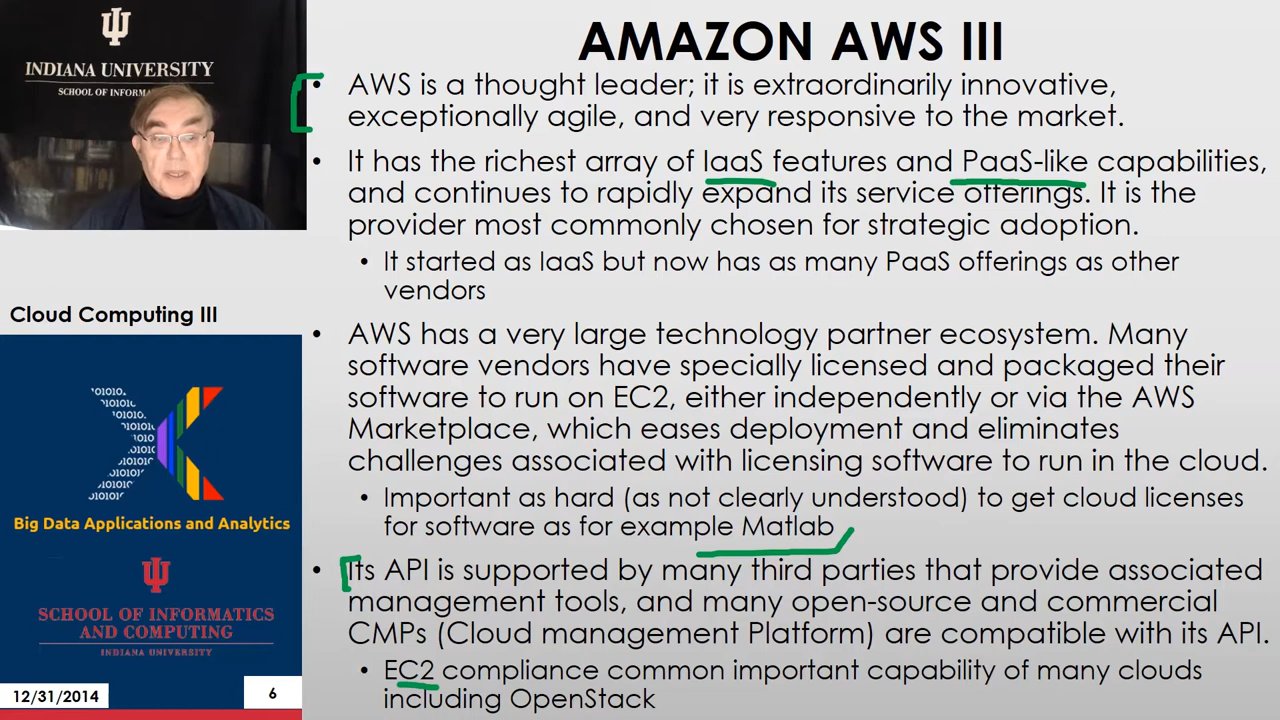 INDIANA UNIVERSITY
SCHOOL OF INFORMA
AMAZON AWS III
• AWS is a thought leader; it is extraordinarily innovative,
exceptionally agile, and very responsive to the market.
• It has the richest array of IaaS features and PaaS-like capabilities,
and continues to rapidly expand its service offerings. It is the
provider most commonly chosen for strategic adoption.
• It started as IaaS but now has as many PaaS offerings as other
vendors
• AWS has a very large technology partner ecosystem. Many
software vendors have specially licensed and packaged their
software to run on EC2, either independently or via the AWS
Marketplace, which eases deployment and eliminates
challenges associated with licensing software to run in the cloud.
• Important as hard (as not clearly understood) to get cloud licenses
for software as for example Matlab
• Its API is supported by many third parties that provide associated
management tools, and many open-source and commercial
CMPs (Cloud management Platform) are compatible with its API.
• EC2 compliance common important capability of many clouds
including OpenStack
Cloud Computing III
Big Data Applications and Analytics
SCHOOL OF INFORMATICS
AND COMPUTING
INDIANA UNIVERSITY
12/31/2014
6